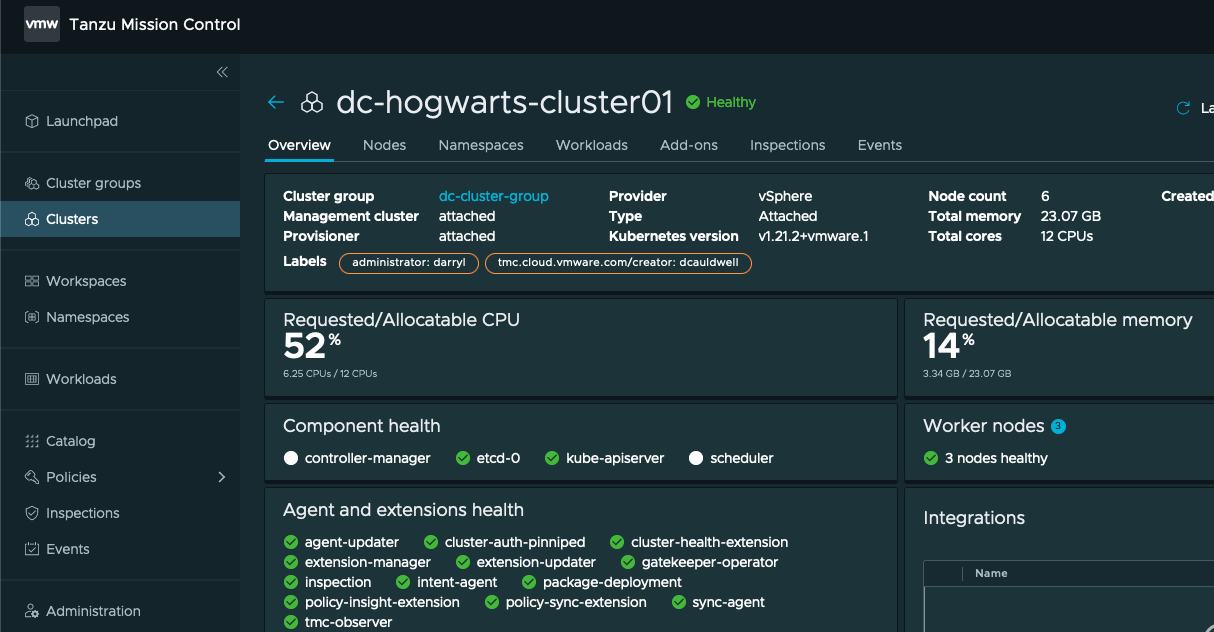 vmw Tanzu Mission Control
Launchpad
Cluster groups
Clusters
Workspaces
Namespaces
Workloads
Catalog
Policies
Inspections
Events
Administration
dc-hogwarts-cluster01 Healthy
La
Overview Nodes Namespaces Workloads Add-ons Inspections Events
Cluster group dc-cluster-group Provider vSphere Node count 6 Created
Management cluster attached Type Attached Total memory 23.07 GB
Provisioner attached Kubernetes version v1.21.2+vmware.1 Total cores 12 CPUs
Labels administrator: darryl tmc.cloud.vmware.com/creator: dcauldwell
Requested/Allocatable CPU
52%
6.25 CPUs / 12 CPUs
Requested/Allocatable memory
14%
3.34 GB / 23.07 GB
Component health
controller-manager etcd-0 kube-apiserver scheduler
Worker nodes 3
3 nodes healthy
Agent and extensions health
agent-updater cluster-auth-pinniped cluster-health-extension
extension-manager extension-updater gatekeeper-operator
inspection intent-agent package-deployment
policy-insight-extension policy-sync-extension sync-agent
tmc-observer
Integrations
Name